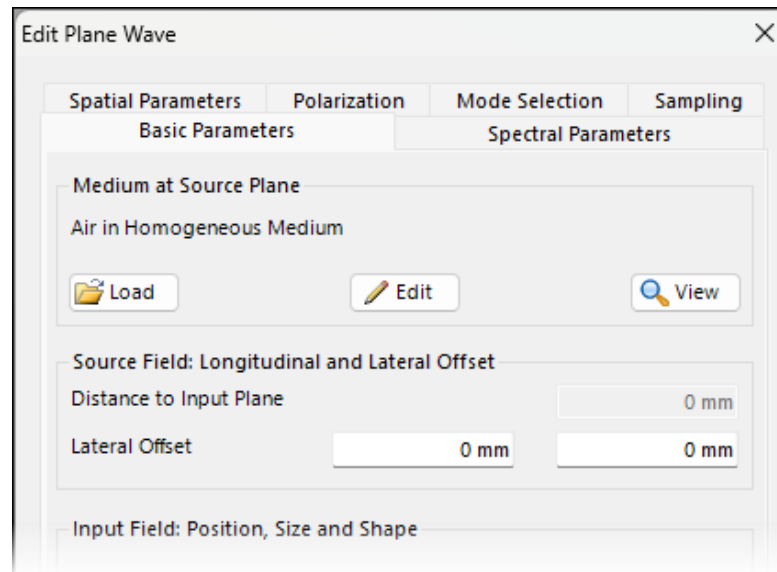 Edit Plane Wave
Spatial Parameters Polarization Mode Selection Sampling
Basic Parameters Spectral Parameters
Medium at Source Plane
Air in Homogeneous Medium
Load Edit View
Source Field: Longitudinal and Lateral Offset
Distance to Input Plane 0 mm
Lateral Offset 0 mm 0 mm
Input Field: Position, Size and Shape